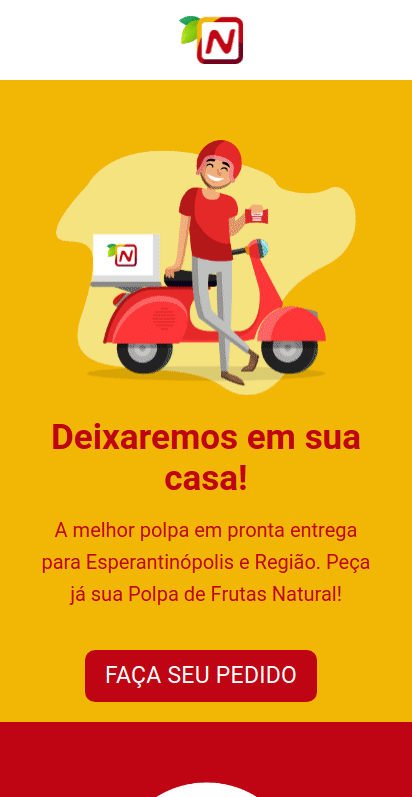 N
N
Deixaremos em sua
casa!
A melhor polpa em pronta entrega
para Esperantinópolis e Região. Peça
já sua Polpa de Frutas Natural!
FAÇA SEU PEDIDO